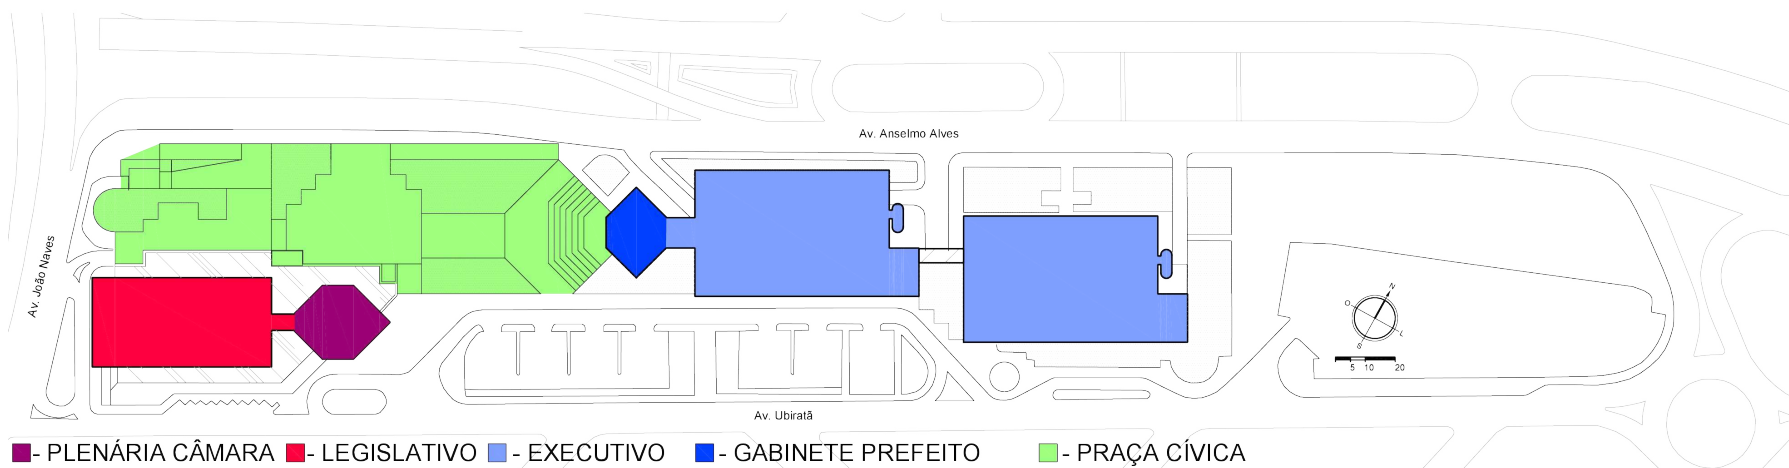 Av. Anselmo Alves
Av. João Naves
N
O
L
S
5 10 20
Av. Ubiratã
- PLENÁRIA CÂMARA - LEGISLATIVO - EXECUTIVO - GABINETE PREFEITO - PRAÇA CÍVICA